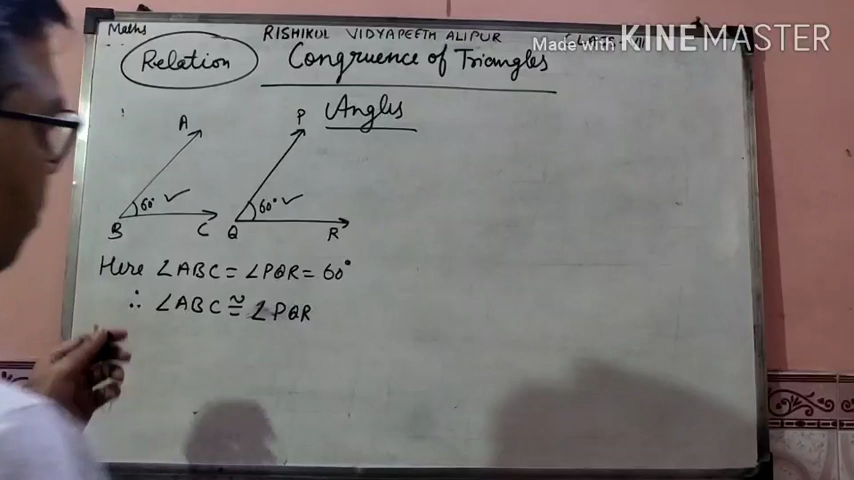 Maths
RISHIKUL VIDYAPEETH ALIPUR
Made with KINEMASTER
Relation
Congruence of Triangles
Angles
A
P
60° ✓
60° ✓
B
C
Q
R
Here ∠ABC = ∠PQR = 60°
∴ ∠ABC ≅ ∠PQR